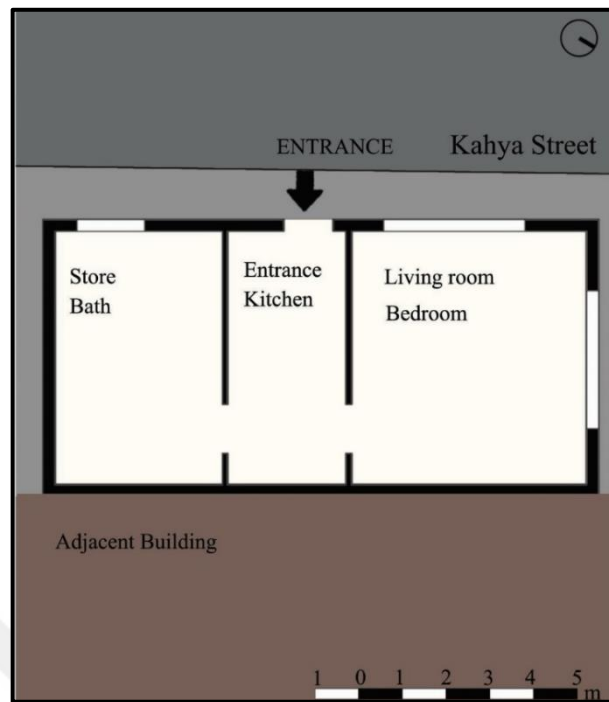 ENTRANCE Kahya Street
Store
Bath
Entrance
Kitchen
Living room
Bedroom
Adjacent Building
1 0 1 2 3 4 5
m